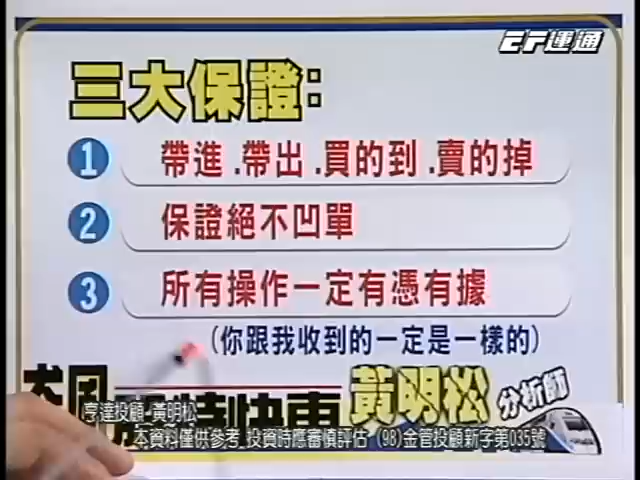 EF運通
三大保證：
1 帶進.帶出.買的到.賣的掉
2 保證絕不凹單
3 所有操作一定有憑有據
(你跟我收到的一定是一樣的)
黃明松 分析師
亨達投顧-黃明松
本資料僅供參考 投資時應審慎評估 (98)金管投顧新字第035號